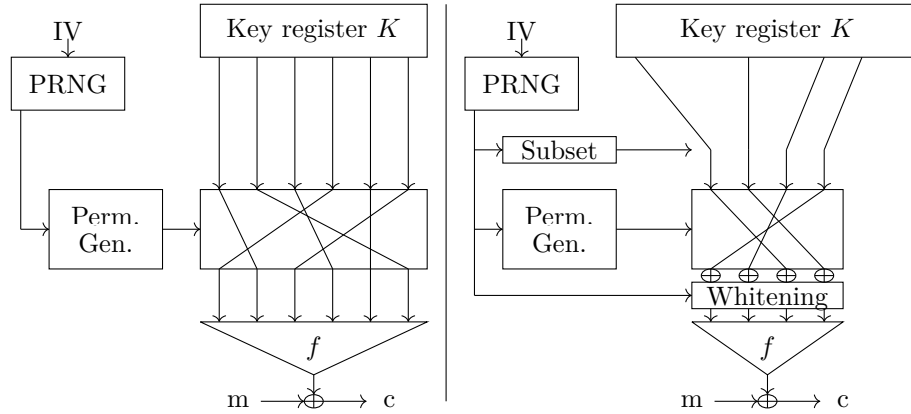 IV
Key register K
PRNG
Perm.
Gen.
f
m
c
IV
Key register K
PRNG
Subset
Perm.
Gen.
Whitening
f
m
c